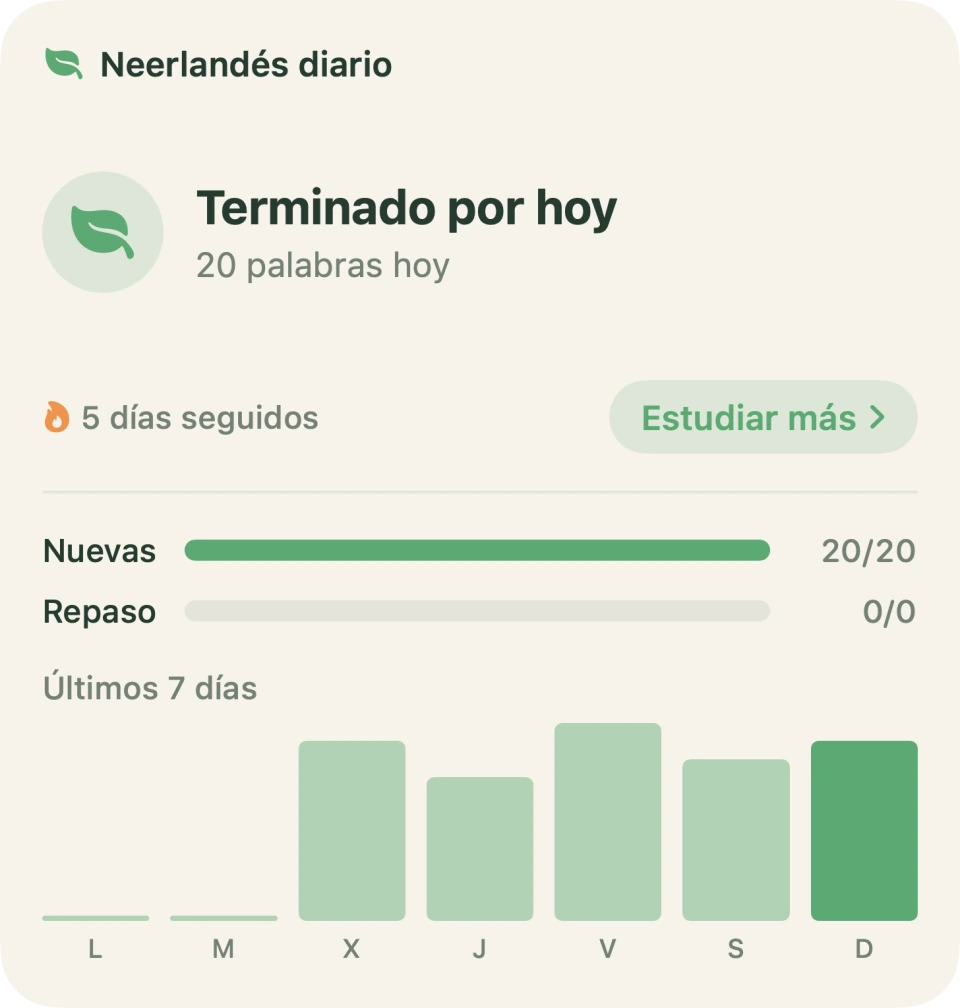 Neerlandés diario
Terminado por hoy
20 palabras hoy
5 días seguidos
Estudiar más
Nuevas 20/20
Repaso 0/0
Últimos 7 días
L M X J V S D